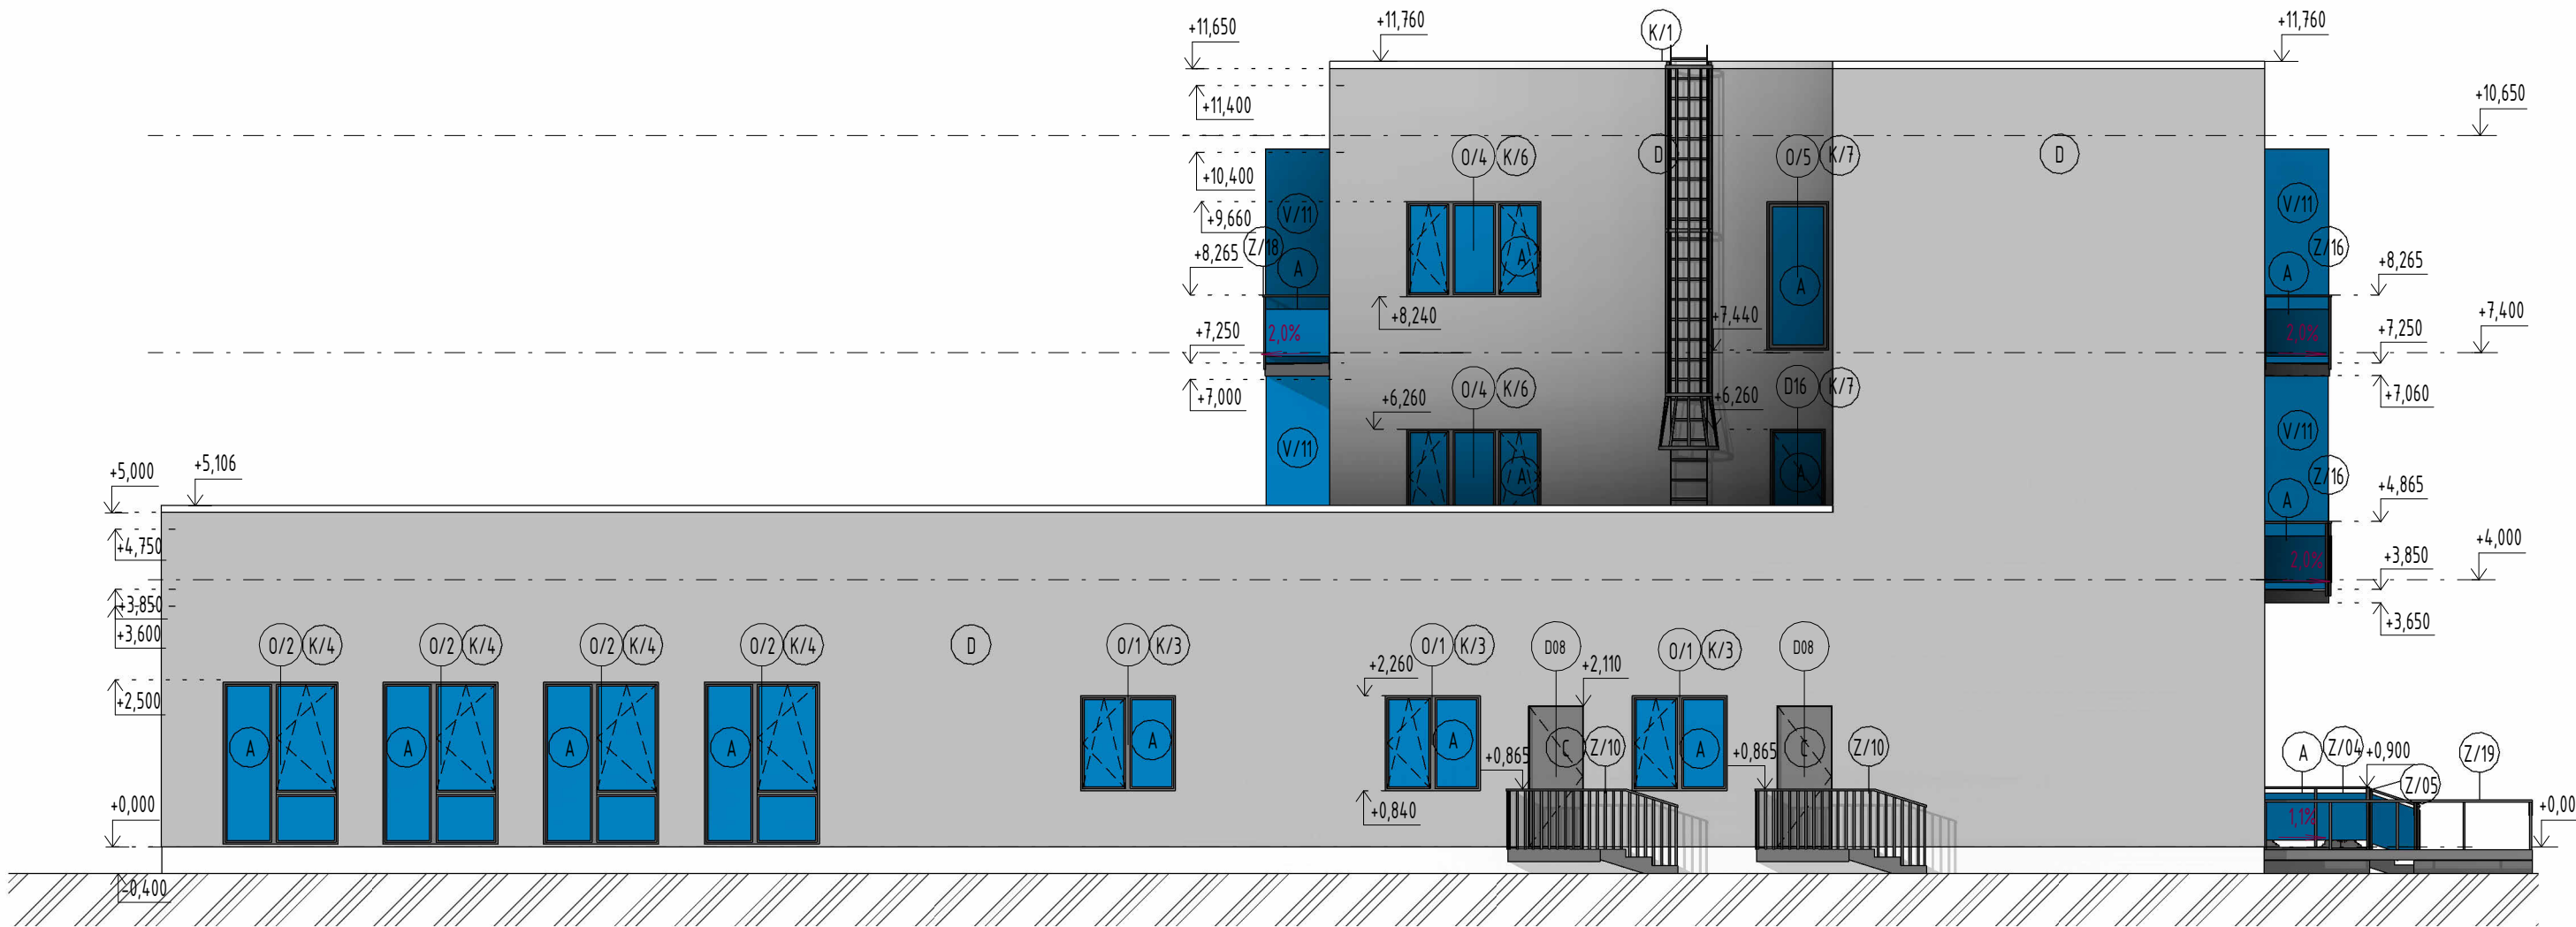 +11,650
+11,760
K/1
+11,760
+11,400
+10,650
O/4
K/6
D
O/5
K/7
D
+10,400
V/11
+9,660
V/11
Z/18
Z/16
+8,265
A
A
A
A
+8,265
+8,240
+7,440
+7,400
+7,250
2,0%
2,0%
+7,250
+7,000
+6,260
O/4
K/6
+6,260
D16
K/7
+7,060
V/11
V/11
+5,000
+5,106
A
A
Z/16
A
+4,865
+4,750
+4,000
2,0%
+3,850
+3,850
+3,600
+3,650
O/2
K/4
O/2
K/4
O/2
K/4
O/2
K/4
D
O/1
K/3
O/1
K/3
D08
O/1
K/3
D08
+2,260
+2,110
+2,500
A
A
A
A
A
A
C
Z/10
A
C
Z/10
A
Z/04
+0,900
Z/19
+0,865
+0,865
Z/05
+0,000
+0,840
1,1%
+0,00
-0,400